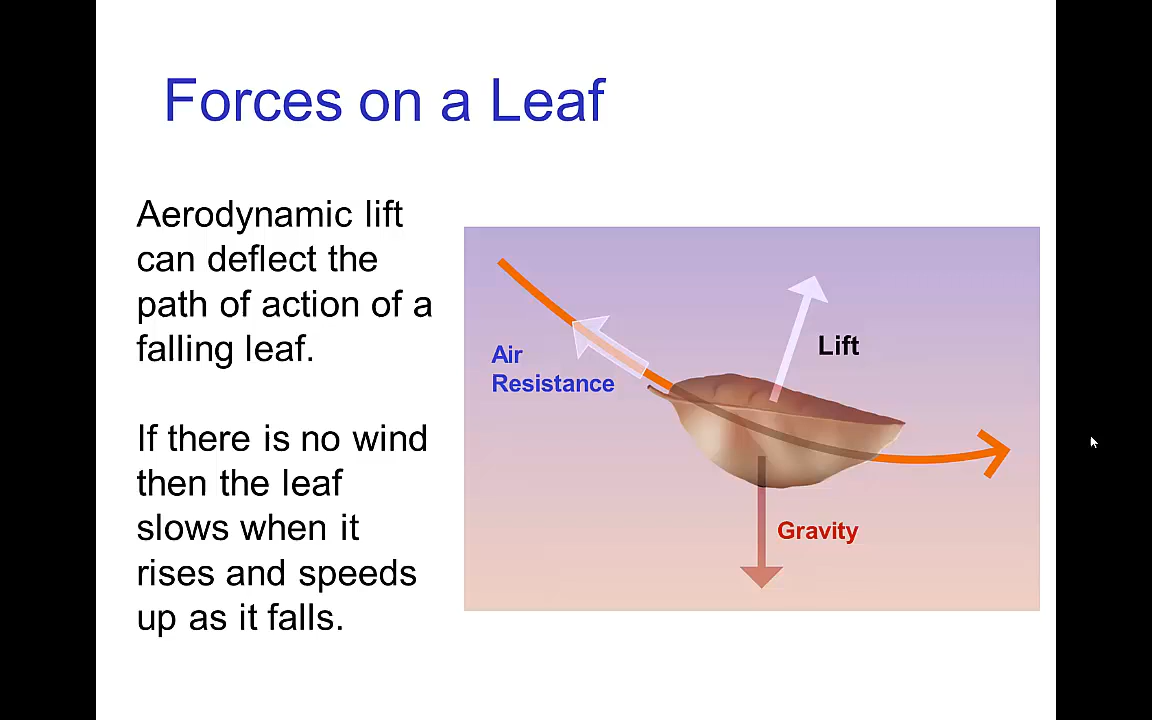 Forces on a Leaf
Aerodynamic lift
can deflect the
path of action of a
falling leaf.
If there is no wind
then the leaf
slows when it
rises and speeds
up as it falls.
Air
Resistance
Lift
Gravity